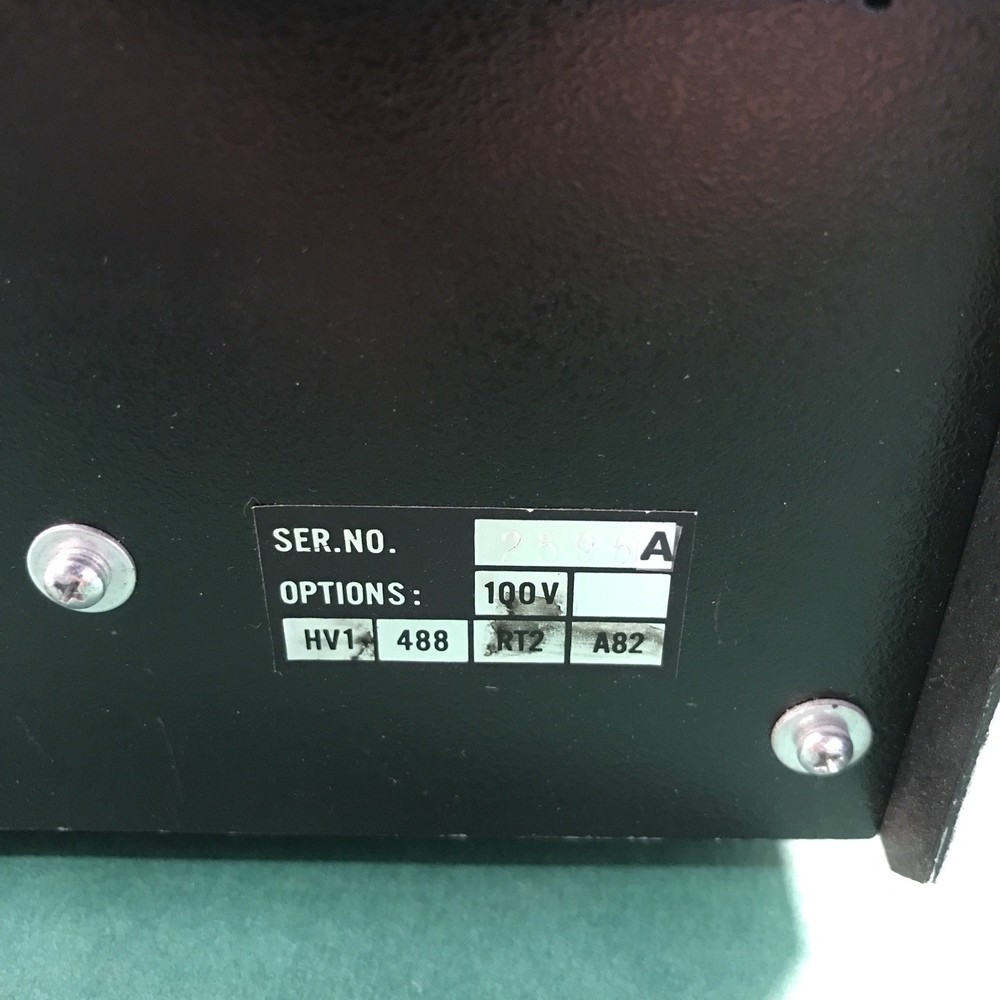 SER.NO. A
OPTIONS: 100V
HV1 488 RT2 A82